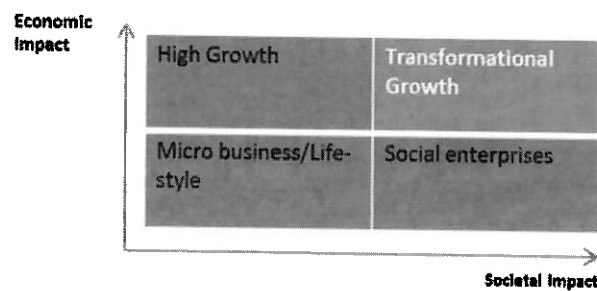 Economic
Impact
High Growth
Transformational
Growth
Micro business/Life-
style
Social enterprises
Societal Impact